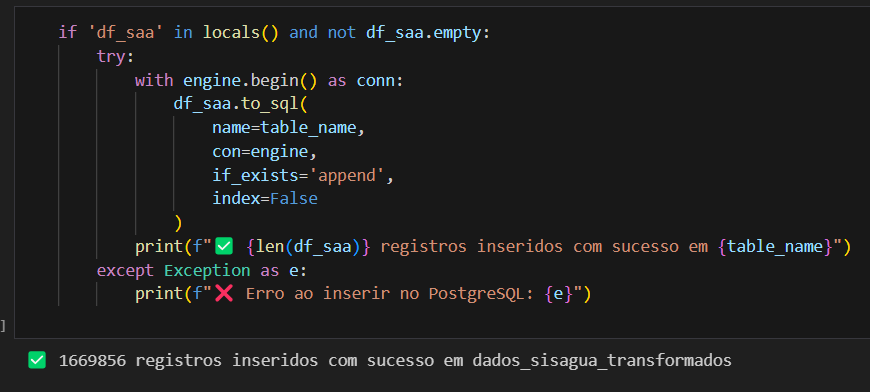 if 'df_saa' in locals() and not df_saa.empty:
    try:
        with engine.begin() as conn:
            df_saa.to_sql(
                name=table_name,
                con=engine,
                if_exists='append',
                index=False
            )
        print(f"✅ {len(df_saa)} registros inseridos com sucesso em {table_name}")
    except Exception as e:
        print(f"❌ Erro ao inserir no PostgreSQL: {e}")
]
✅ 1669856 registros inseridos com sucesso em dados_sisagua_transformados